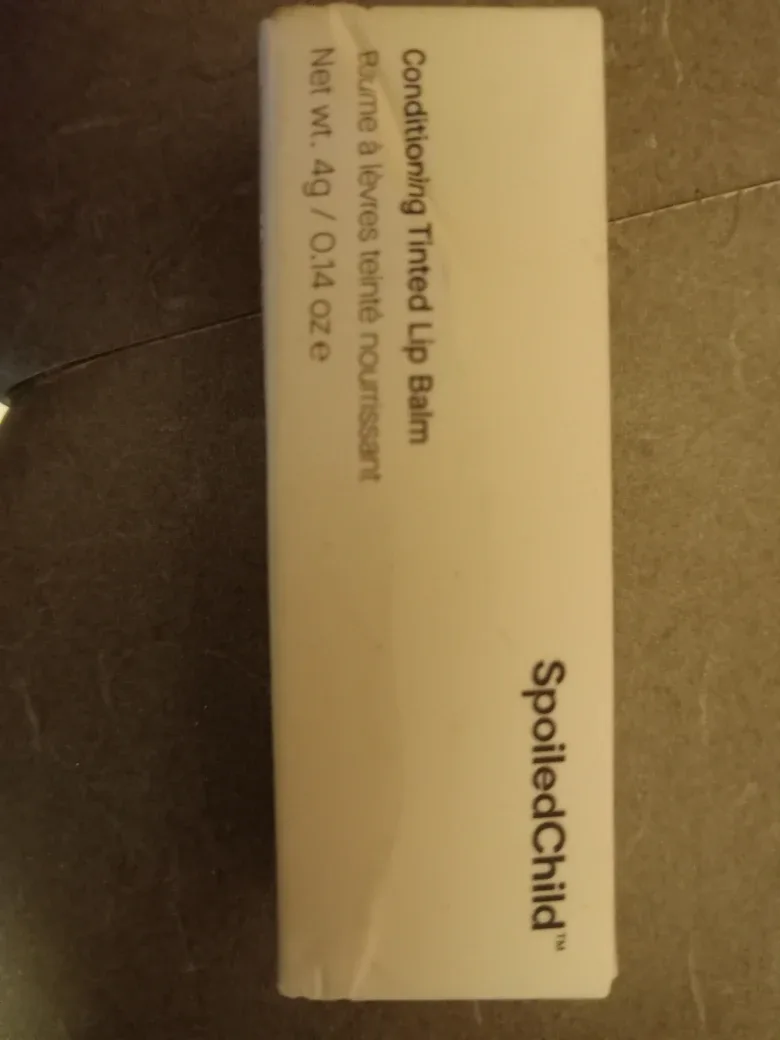 SpoiledChild™
Conditioning Tinted Lip Balm
Baume à lèvres teinté nourrissant
Net wt. 4g / 0.14 oz e